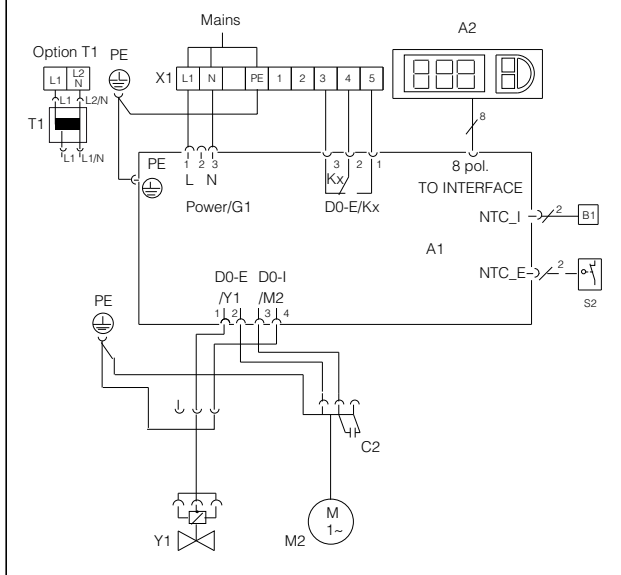 Mains
A2
Option T1
PE
L1 L2 N
X1 L1 N PE 1 2 3 4 5
L1 L2/N
T1
8
L1 L1/N
PE
1 2 3
3 2 1
8 pol.
L N
Kx
TO INTERFACE
Power/G1
D0-E/Kx
NTC_I
2
B1
A1
NTC_E
2
S2
D0-E D0-I
/Y1 /M2
PE
1 2 3 4
C2
M
1~
Y1
M2